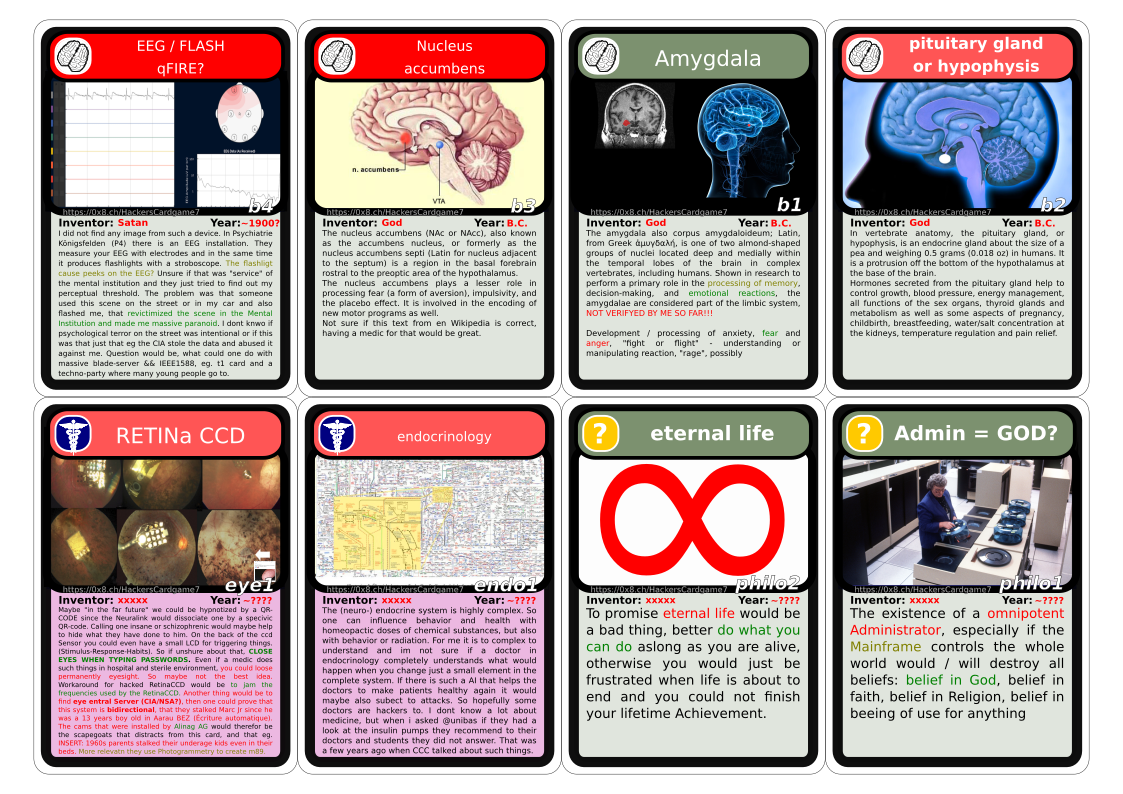 EEG / FLASH
qFIRE?
b4
https://0x8.ch/HackersCardgame7
Inventor: Satan Year:~1900?
I did not find any image from such a device. In Psychiatrie
Königsfelden (P4) there is an EEG installation. They
measure your EEG with electrodes and in the same time
it produces flashlights with a stroboscope. The flashligt
cause peeks on the EEG? Unsure if that was "service" of
the mental institution and they just tried to find out my
perceptual threshold. The problem was that someone
used this scene on the street or in my car and also
flashed me, that revictimized the scene in the Mental
Institution and made me massive paranoid. I dont knwo if
psychological terror on the street was intentional or if this
was that just that eg the CIA stole the data and abused it
against me. Question would be, what could one do with
massive blade-server && IEEE1588, eg. t1 card and a
techno-party where many young people go to.
Nucleus
accumbens
n. accumbens
VTA
b3
https://0x8.ch/HackersCardgame7
Inventor: God Year: B.C.
The nucleus accumbens (NAc or NAcc), also known
as the accumbens nucleus, or formerly as the
nucleus accumbens septi (Latin for nucleus adjacent
to the septum) is a region in the basal forebrain
rostral to the preoptic area of the hypothalamus.
The nucleus accumbens plays a lesser role in
processing fear (a form of aversion), impulsivity, and
the placebo effect. It is involved in the encoding of
new motor programs as well.
Not sure if this text from en Wikipedia is correct,
having a medic for that would be great.
Amygdala
b1
https://0x8.ch/HackersCardgame7
Inventor: God Year: B.C.
The amygdala also corpus amygdaloideum; Latin,
from Greek ἀμυγδαλή, is one of two almond-shaped
groups of nuclei located deep and medially within
the temporal lobes of the brain in complex
vertebrates, including humans. Shown in research to
perform a primary role in the processing of memory,
decision-making, and emotional reactions, the
amygdalae are considered part of the limbic system,
NOT VERIFYED BY ME SO FAR!!!
Development / processing of anxiety, fear and
anger, "fight or flight" - understanding or
manipulating reaction, "rage", possibly
pituitary gland
or hypophysis
b2
https://0x8.ch/HackersCardgame7
Inventor: God Year: B.C.
In vertebrate anatomy, the pituitary gland, or
hypophysis, is an endocrine gland about the size of a
pea and weighing 0.5 grams (0.018 oz) in humans. It
is a protrusion off the bottom of the hypothalamus at
the base of the brain.
Hormones secreted from the pituitary gland help to
control growth, blood pressure, energy management,
all functions of the sex organs, thyroid glands and
metabolism as well as some aspects of pregnancy,
childbirth, breastfeeding, water/salt concentration at
the kidneys, temperature regulation and pain relief.
RETINa CCD
eye1
https://0x8.ch/HackersCardgame7
Inventor: xxxxx Year: ~????
Maybe "in the far future" we could be hypnotized by a QR-
CODE since the Neuralink would dissociate one by a specivic
QR-code. Calling one insane or schizophrenic would maybe help
to hide what they have done to him. On the back of the ccd
Sensor you could even have a small LCD for triggering things.
(Stimulus-Response-Habits). So if unsure about that, CLOSE
EYES WHEN TYPING PASSWORDS. Even if a medic does
such things in hospital and sterile environment, you could loose
permanently eyesight. So maybe not the best idea.
Workaround for hacked RetinaCCD would be to jam the
frequencies used by the RetinaCCD. Another thing would be to
find eye entral Server (CIA/NSA?), then one could prove that
this system is bidirectional, that they stalked Marc Jr since he
was a 13 years boy old in Aarau BEZ (Écriture automatique).
The cams that were installed by Alinag AG would therefor be
the scapegoats that distracts from this card, and that eg.
INSERT: 1960s parents stalked their underage kids even in their
beds. More relevatn they use Photogrammetry to create m89.
endocrinology
endo1
https://0x8.ch/HackersCardgame7
Inventor: xxxxx Year: ~????
The (neuro-) endocrine system is highly complex. So
one can influence behavior and health with
homeopactic doses of chemical substances, but also
with behavior or radiation. For me it is to complex to
understand and im not sure if a doctor in
endocrinology completely understands what would
happen when you change just a small element in the
complete system. If there is such a AI that helps the
doctors to make patients healthy again it would
maybe also subect to attacks. So hopefully some
doctors are hackers to. I dont know a lot about
medicine, but when i asked @unibas if they had a
look at the insulin pumps they recommend to their
doctors and students they did not answer. That was
a few years ago when CCC talked about such things.
?
eternal life
philo2
https://0x8.ch/HackersCardgame7
Inventor: xxxxx Year: ~????
To promise eternal life would be
a bad thing, better do what you
can do aslong as you are alive,
otherwise you would just be
frustrated when life is about to
end and you could not finish
your lifetime Achievement.
?
Admin = GOD?
philo1
https://0x8.ch/HackersCardgame7
Inventor: xxxxx Year: ~????
The existence of a omnipotent
Administrator, especially if the
Mainframe controls the whole
world would / will destroy all
beliefs: belief in God, belief in
faith, belief in Religion, belief in
beeing of use for anything